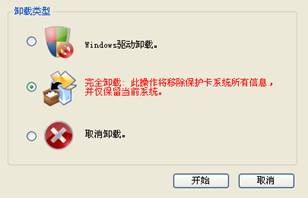 卸载类型
Windows驱动卸载。
完全卸载：此操作将移除保护卡系统所有信息，
并仅保留当前系统。
取消卸载。
开始
取消